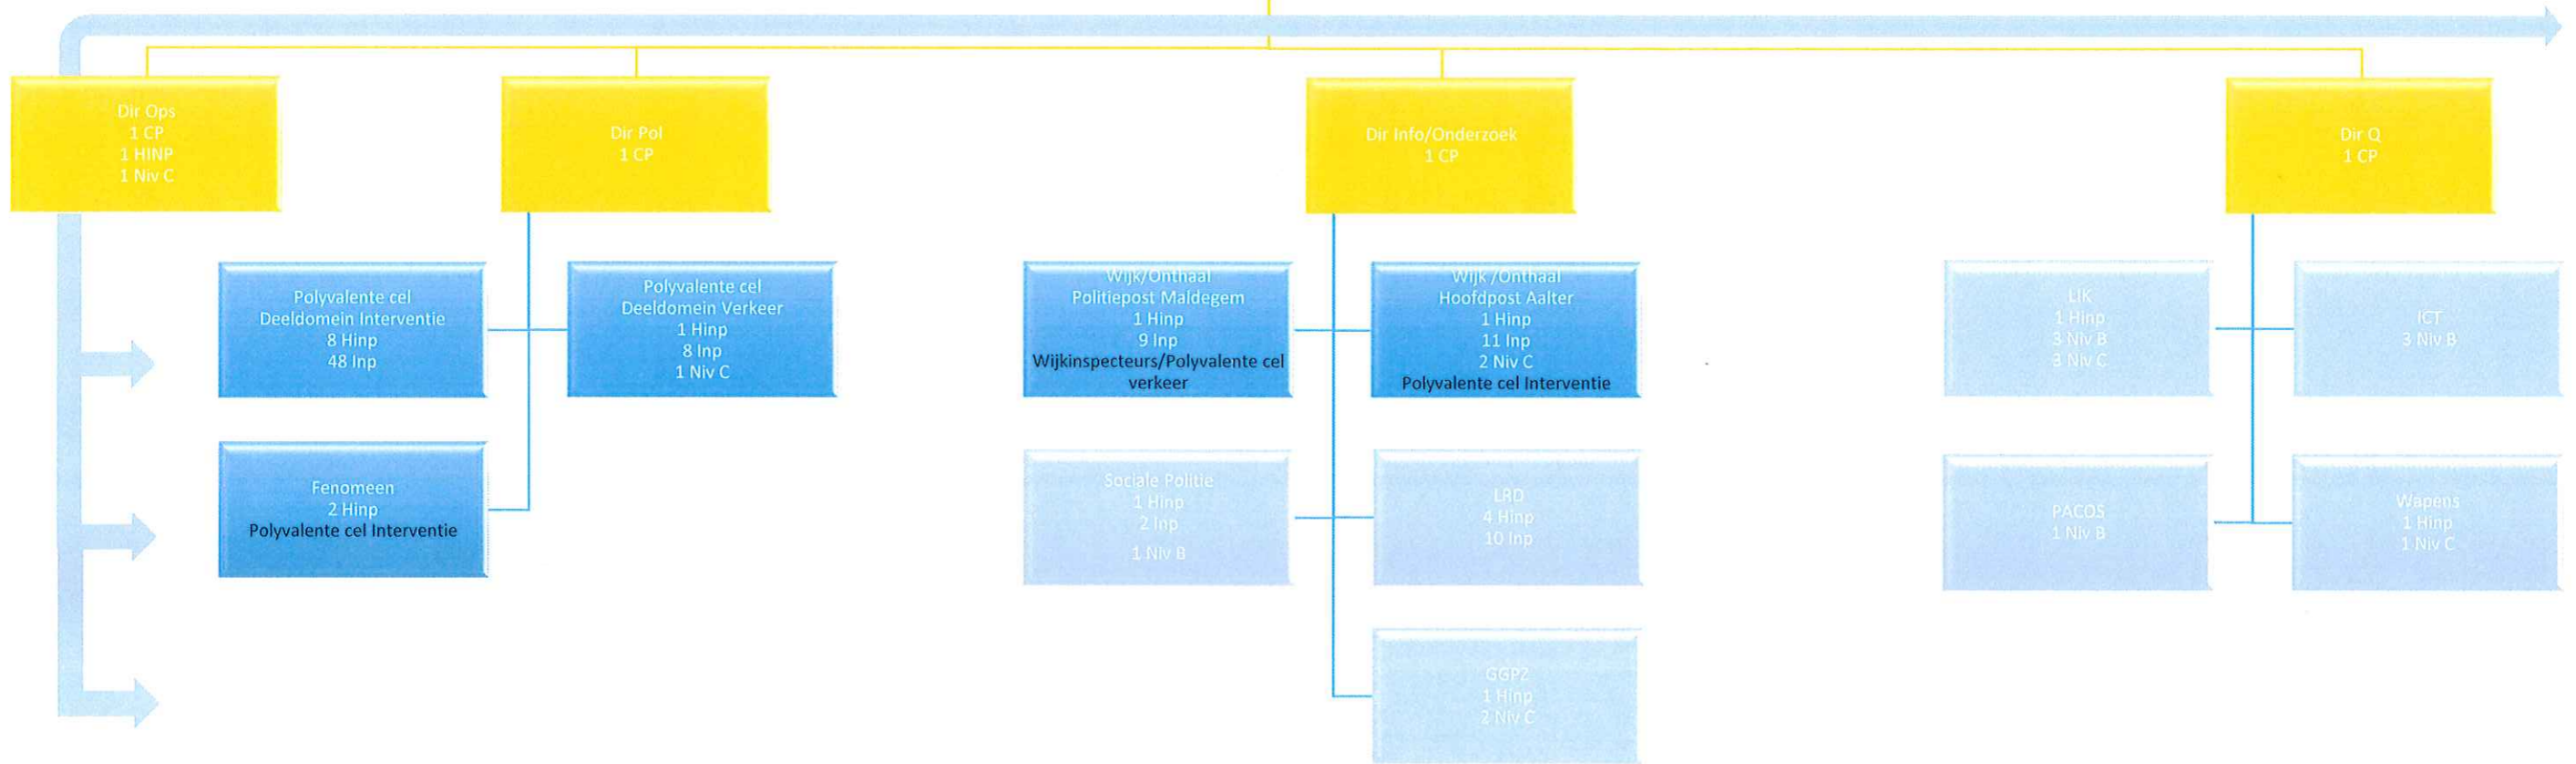 Dir Ops
1 CP
1 HINP
1 Niv C
Dir Pol
1 CP
Dir Info/Onderzoek
1 CP
Dir Q
1 CP
Polyvalente cel
Deeldomein Interventie
8 Hinp
48 Inp
Polyvalente cel
Deeldomein Verkeer
1 Hinp
8 Inp
1 Niv C
Wijk/Onthaal
Politiepost Maldegem
1 Hinp
9 Inp
Wijkinspecteurs/Polyvalente cel
verkeer
Wijk /Onthaal
Hoofdpost Aalter
1 Hinp
11 Inp
2 Niv C
Polyvalente cel Interventie
LIK
1 Hinp
3 Niv B
3 Niv C
ICT
3 Niv B
Fenomeen
2 Hinp
Polyvalente cel Interventie
Sociale Politie
1 Hinp
2 Inp
1 Niv B
LRD
4 Hinp
10 Inp
PACOS
1 Niv B
Wapens
1 Hinp
1 Niv C
GGPZ
1 Hinp
2 Niv C